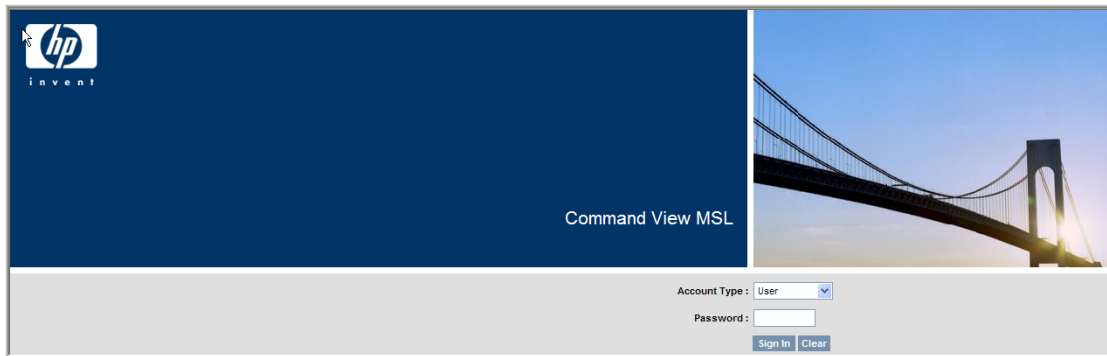 hp
invent
Command View MSL
Account Type : User
Password :
Sign In Clear